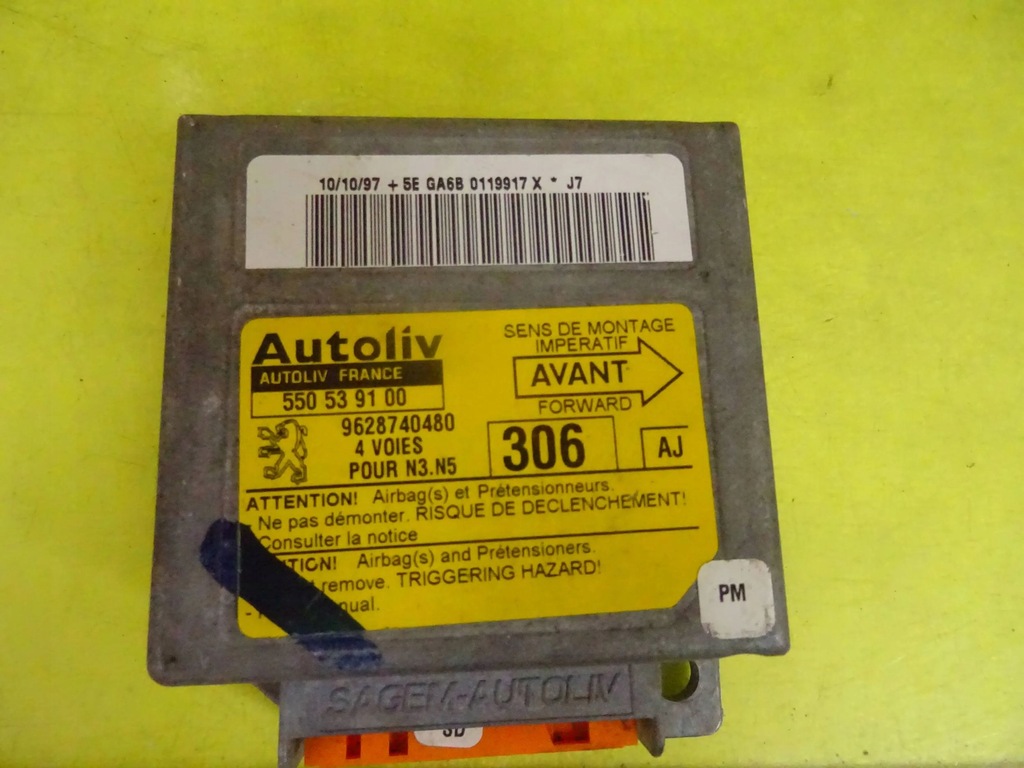 10/10/97 + 5E GA6B 0119917 X * J7
Autoliv
AUTOLIV FRANCE
550 53 91 00
9628740480
4 VOIES
POUR N3.N5
SENS DE MONTAGE
IMPERATIF
AVANT
FORWARD
306
AJ
ATTENTION! Airbag(s) et Prétensionneurs.
Ne pas démonter. RISQUE DE DECLENCHEMENT!
Consulter la notice
Airbag(s) and Prétensioners.
remove. TRIGGERING HAZARD!
PM
SAGEM-AUTOLIV